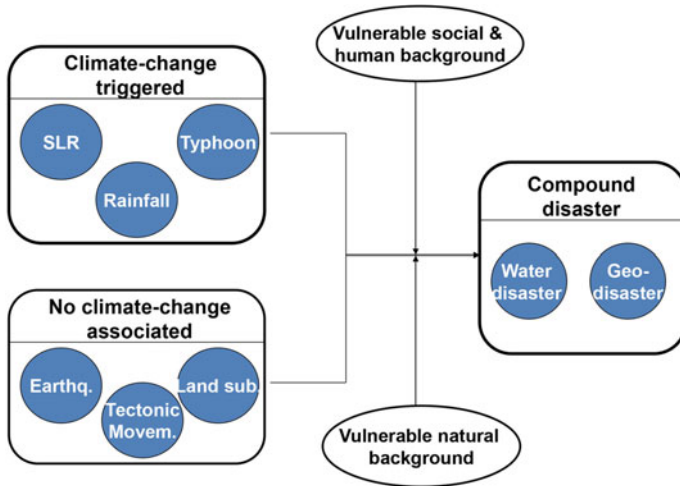 Climate-change
triggered
SLR
Typhoon
Rainfall
No climate-change
associated
Earthq.
Land sub.
Tectonic
Movem.
Vulnerable social &
human background
Vulnerable natural
background
Compound
disaster
Water
disaster
Geo-
disaster